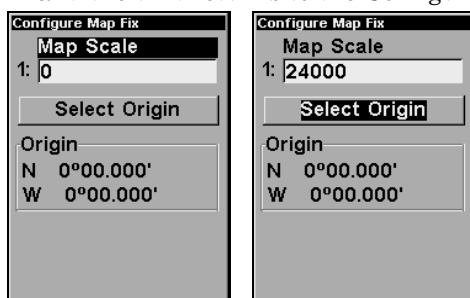 Configure Map Fix
Map Scale
1: 0
Select Origin
Origin
N 0º00.000'
W 0º00.000'
Configure Map Fix
Map Scale
1: 24000
Select Origin
Origin
N 0º00.000'
W 0º00.000'